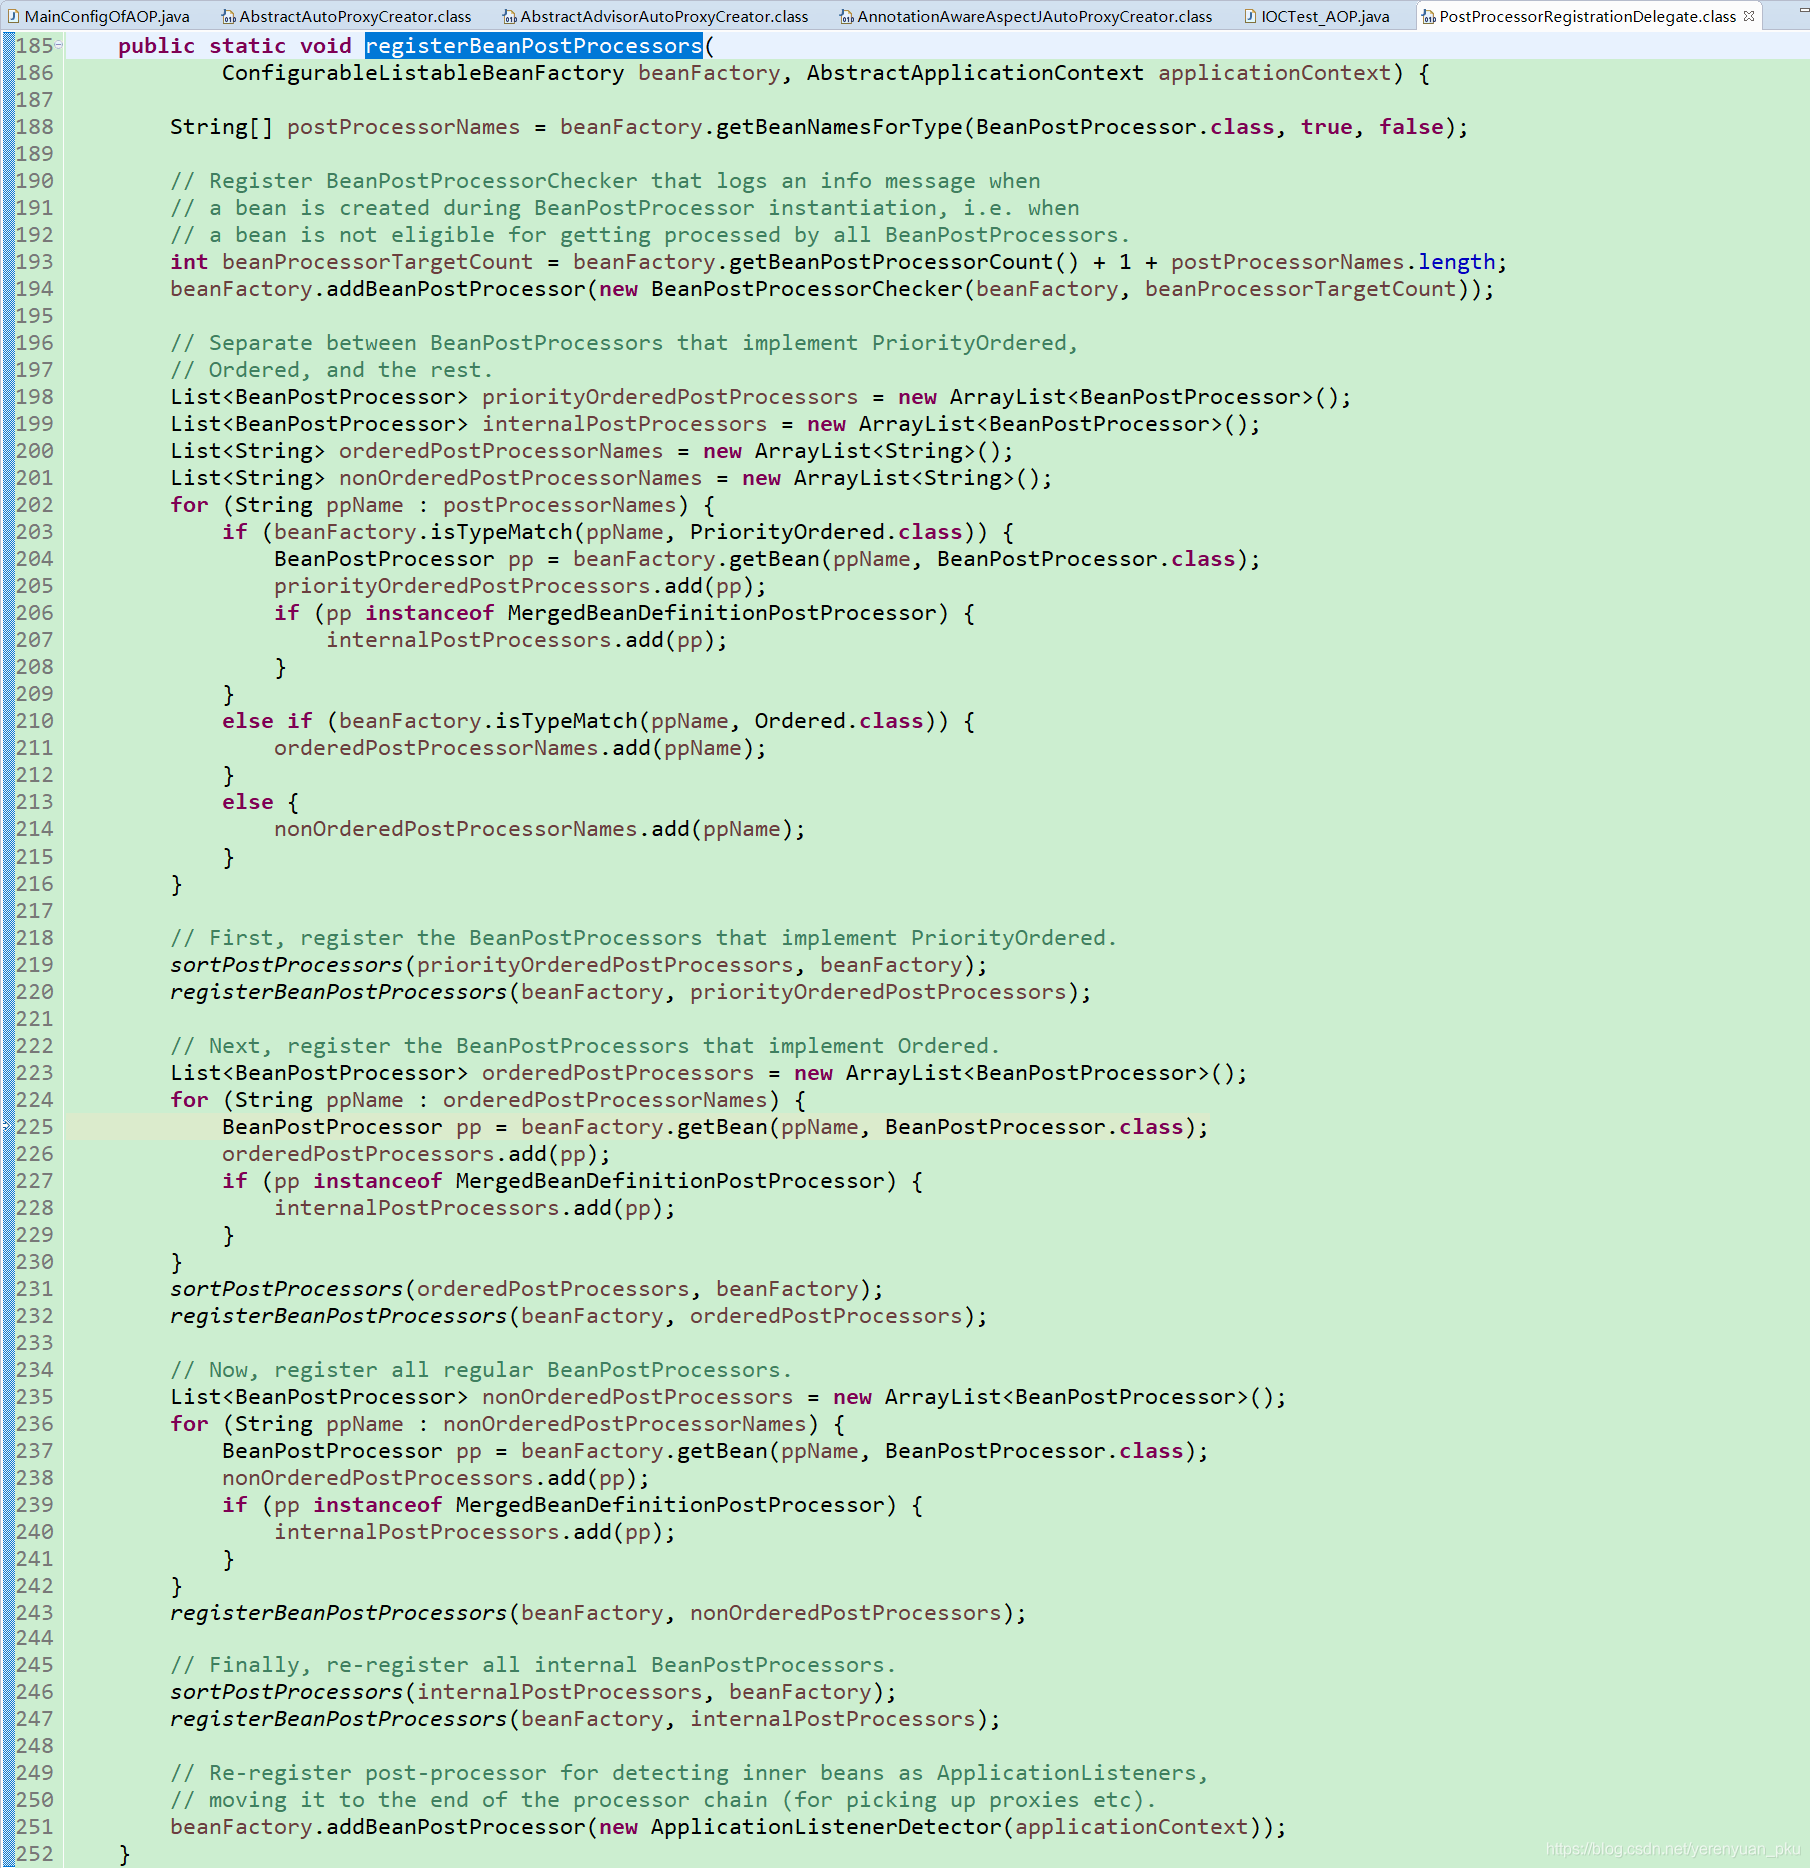 MainConfigOfAOP.java AbstractAutoProxyCreator.class AbstractAdvisorAutoProxyCreator.class AnnotationAwareAspectJAutoProxyCreator.class IOCTest_AOP.java PostProcessorRegistrationDelegate.class
185 public static void registerBeanPostProcessors(
186 ConfigurableListableBeanFactory beanFactory, AbstractApplicationContext applicationContext) {
187
188 String[] postProcessorNames = beanFactory.getBeanNamesForType(BeanPostProcessor.class, true, false);
189
190 // Register BeanPostProcessorChecker that logs an info message when
191 // a bean is created during BeanPostProcessor instantiation, i.e. when
192 // a bean is not eligible for getting processed by all BeanPostProcessors.
193 int beanProcessorTargetCount = beanFactory.getBeanPostProcessorCount() + 1 + postProcessorNames.length;
194 beanFactory.addBeanPostProcessor(new BeanPostProcessorChecker(beanFactory, beanProcessorTargetCount));
195
196 // Separate between BeanPostProcessors that implement PriorityOrdered,
197 // Ordered, and the rest.
198 List<BeanPostProcessor> priorityOrderedPostProcessors = new ArrayList<BeanPostProcessor>();
199 List<BeanPostProcessor> internalPostProcessors = new ArrayList<BeanPostProcessor>();
200 List<String> orderedPostProcessorNames = new ArrayList<String>();
201 List<String> nonOrderedPostProcessorNames = new ArrayList<String>();
202 for (String ppName : postProcessorNames) {
203 if (beanFactory.isTypeMatch(ppName, PriorityOrdered.class)) {
204 BeanPostProcessor pp = beanFactory.getBean(ppName, BeanPostProcessor.class);
205 priorityOrderedPostProcessors.add(pp);
206 if (pp instanceof MergedBeanDefinitionPostProcessor) {
207 internalPostProcessors.add(pp);
208 }
209 }
210 else if (beanFactory.isTypeMatch(ppName, Ordered.class)) {
211 orderedPostProcessorNames.add(ppName);
212 }
213 else {
214 nonOrderedPostProcessorNames.add(ppName);
215 }
216 }
217
218 // First, register the BeanPostProcessors that implement PriorityOrdered.
219 sortPostProcessors(priorityOrderedPostProcessors, beanFactory);
220 registerBeanPostProcessors(beanFactory, priorityOrderedPostProcessors);
221
222 // Next, register the BeanPostProcessors that implement Ordered.
223 List<BeanPostProcessor> orderedPostProcessors = new ArrayList<BeanPostProcessor>();
224 for (String ppName : orderedPostProcessorNames) {
225 BeanPostProcessor pp = beanFactory.getBean(ppName, BeanPostProcessor.class);
226 orderedPostProcessors.add(pp);
227 if (pp instanceof MergedBeanDefinitionPostProcessor) {
228 internalPostProcessors.add(pp);
229 }
230 }
231 sortPostProcessors(orderedPostProcessors, beanFactory);
232 registerBeanPostProcessors(beanFactory, orderedPostProcessors);
233
234 // Now, register all regular BeanPostProcessors.
235 List<BeanPostProcessor> nonOrderedPostProcessors = new ArrayList<BeanPostProcessor>();
236 for (String ppName : nonOrderedPostProcessorNames) {
237 BeanPostProcessor pp = beanFactory.getBean(ppName, BeanPostProcessor.class);
238 nonOrderedPostProcessors.add(pp);
239 if (pp instanceof MergedBeanDefinitionPostProcessor) {
240 internalPostProcessors.add(pp);
241 }
242 }
243 registerBeanPostProcessors(beanFactory, nonOrderedPostProcessors);
244
245 // Finally, re-register all internal BeanPostProcessors.
246 sortPostProcessors(internalPostProcessors, beanFactory);
247 registerBeanPostProcessors(beanFactory, internalPostProcessors);
248
249 // Re-register post-processor for detecting inner beans as ApplicationListeners,
250 // moving it to the end of the processor chain (for picking up proxies etc).
251 beanFactory.addBeanPostProcessor(new ApplicationListenerDetector(applicationContext));
252 }
https://blog.csdn.net/yerenyuan_pku